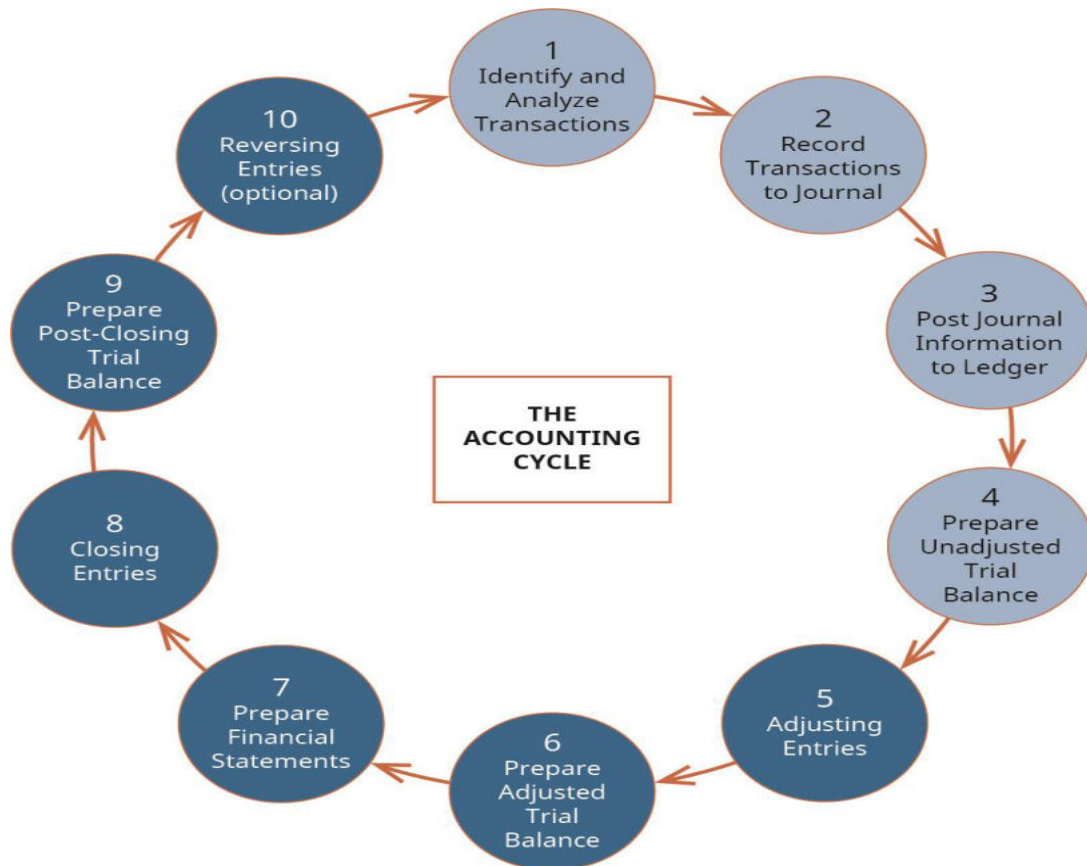 1
Identify and
Analyze
Transactions
2
Record
Transactions
to Journal
3
Post Journal
Information
to Ledger
4
Prepare
Unadjusted
Trial
Balance
5
Adjusting
Entries
6
Prepare
Adjusted
Trial
Balance
7
Prepare
Financial
Statements
8
Closing
Entries
9
Prepare
Post-Closing
Trial
Balance
10
Reversing
Entries
(optional)
THE
ACCOUNTING
CYCLE